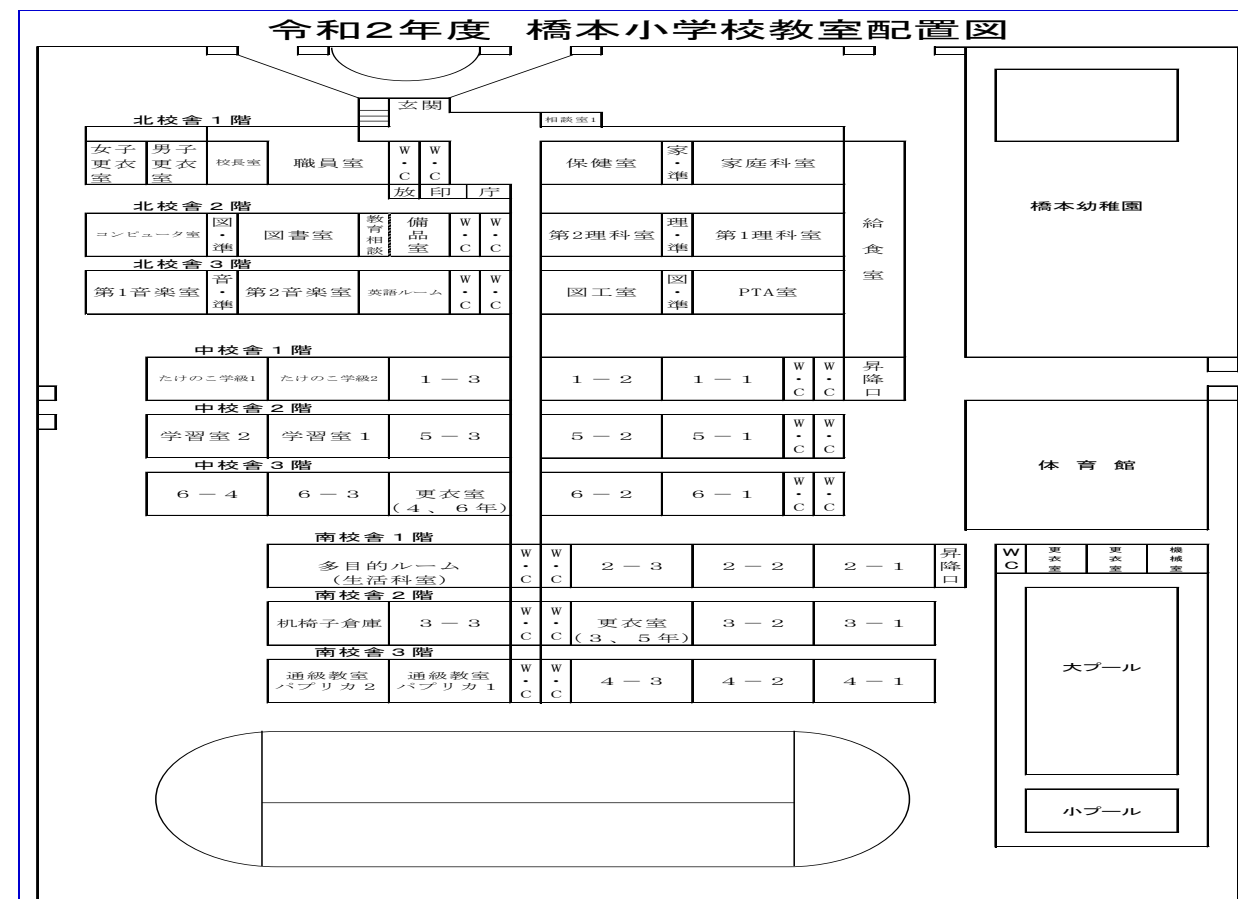 令和2年度 橋本小学校教室配置図
玄関
北校舎1階
相談室1
女子更衣室 男子更衣室 校長室 職員室 W・C W・C 保健室 家・準 家庭科室
放 印 庁
北校舎2階
コンピュータ室 図・準 図書室 教育相談 備品室 W・C W・C 第2理科室 理・準 第1理科室
給食室
橋本幼稚園
北校舎3階
第1音楽室 音・準 第2音楽室 英語ルーム W・C W・C 図工室 図・準 PTA室
中校舎1階
たけのこ学級1 たけのこ学級2 1-3 1-2 1-1 W・C W・C 昇降口
中校舎2階
学習室2 学習室1 5-3 5-2 5-1 W・C W・C
中校舎3階
6-4 6-3 更衣室(4、6年) 6-2 6-1 W・C W・C
体育館
南校舎1階
多目的ルーム(生活科室) W・C W・C 2-3 2-2 2-1 昇降口
WC 更衣室 更衣室 機械室
南校舎2階
机椅子倉庫 3-3 W・C W・C 更衣室(3、5年) 3-2 3-1
南校舎3階
通級教室パプリカ2 通級教室パプリカ1 W・C W・C 4-3 4-2 4-1
大プール
小プール